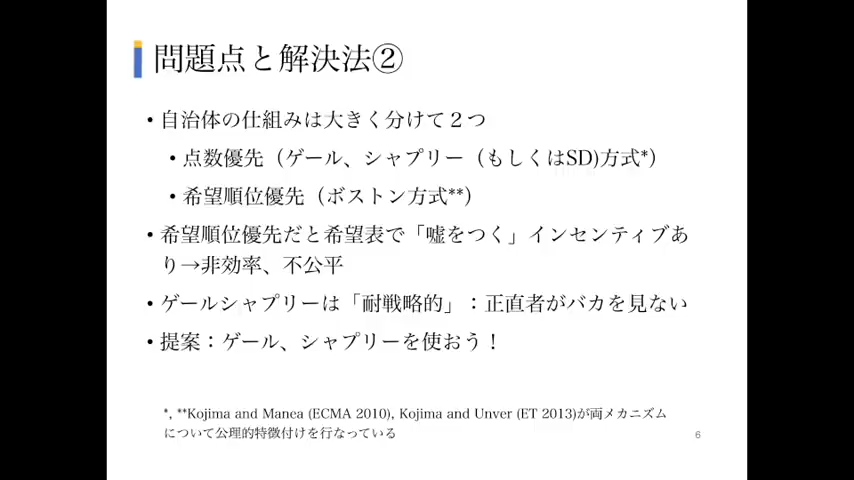 問題点と解決法②
• 自治体の仕組みは大きく分けて２つ
• 点数優先（ゲール、シャプリー（もしくはSD)方式*）
• 希望順位優先（ボストン方式**）
• 希望順位優先だと希望表で「嘘をつく」インセンティブあ
り→非効率、不公平
• ゲールシャプリーは「耐戦略的」：正直者がバカを見ない
• 提案：ゲール、シャプリーを使おう！
*, **Kojima and Manea (ECMA 2010), Kojima and Unver (ET 2013)が両メカニズム
について公理的特徴付けを行なっている
6